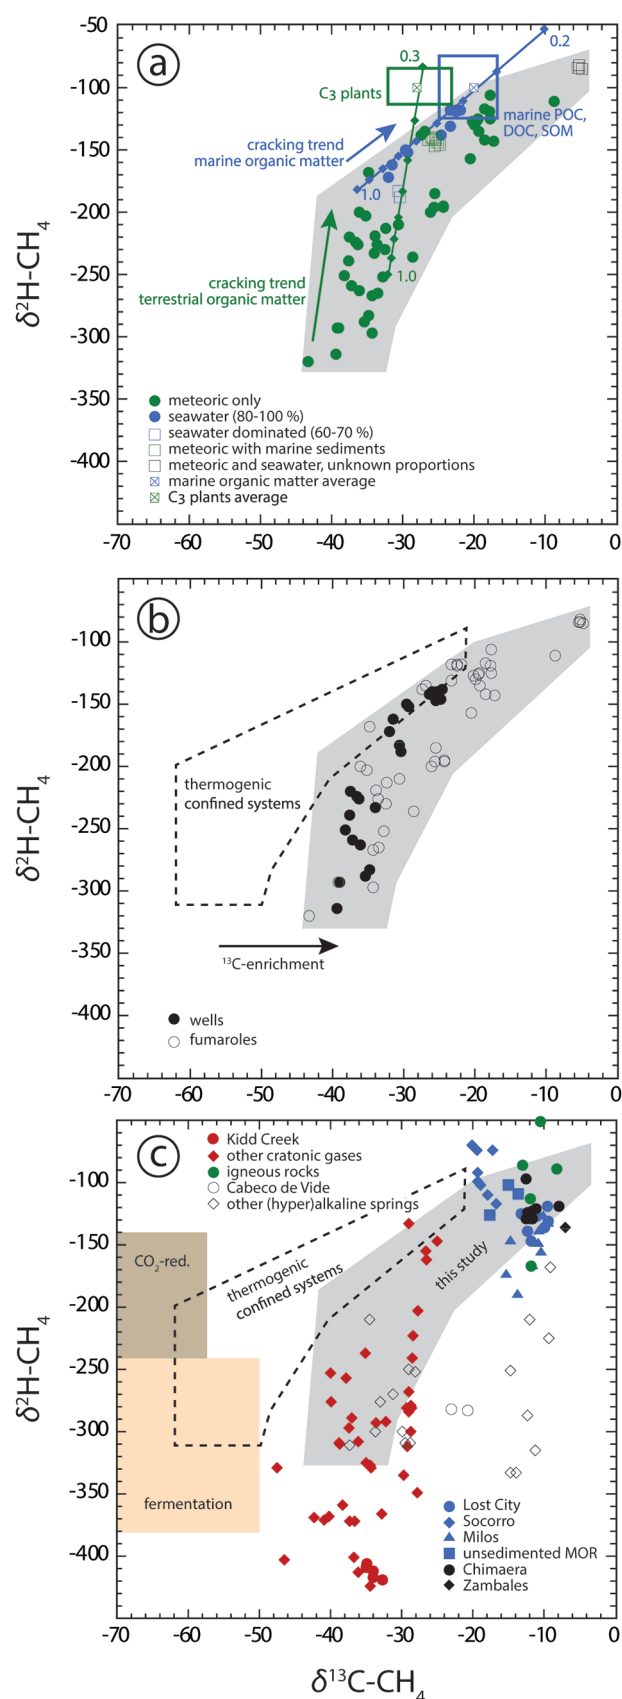 -50
a
0.3
0.2
-100
C3 plants
marine POC,
DOC, SOM
cracking trend
marine organic matter
-150
1.0
-200
cracking trend
terrestrial organic matter
1.0
-250
-300
-350
meteoric only
seawater (80-100 %)
seawater dominated (60-70 %)
meteoric with marine sediments
meteoric and seawater, unknown proportions
marine organic matter average
C3 plants average
-400
δ²H-CH₄
-70 -60 -50 -40 -30 -20 -10 0
b
-100
-150
-200
thermogenic
confined systems
-250
-300
-350
¹³C-enrichment
-400
wells
fumaroles
δ²H-CH₄
-70 -60 -50 -40 -30 -20 -10 0
c
Kidd Creek
other cratonic gases
igneous rocks
Cabeco de Vide
other (hyper)alkaline springs
-100
-150
CO₂-red.
thermogenic
confined systems
this study
-200
-250
-300
fermentation
-350
-400
Lost City
Socorro
Milos
unsedimented MOR
Chimaera
Zambales
δ²H-CH₄
-70 -60 -50 -40 -30 -20 -10 0
δ¹³C-CH₄